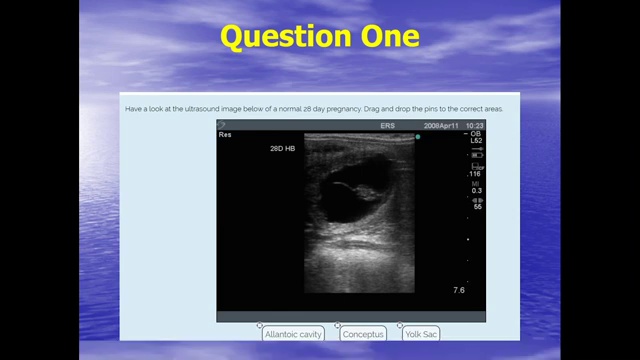 Question One
Have a look at the ultrasound image below of a normal 28 day pregnancy. Drag and drop the pins to the correct areas.
ERS 2008Apr11 10:23
Res
OB
L52
28D HB
.116
MI
0.3
55
7.6
Allantoic cavity
Conceptus
Yolk Sac